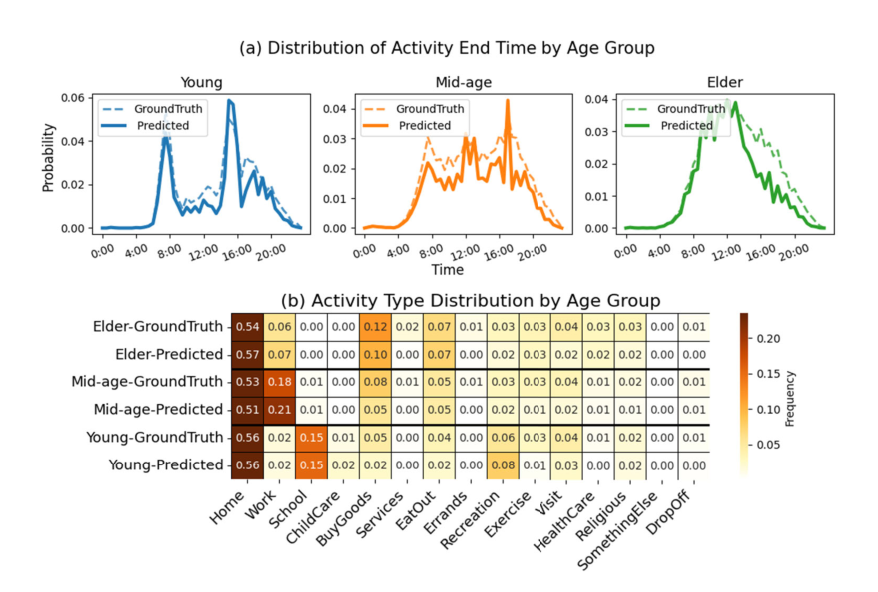 (a) Distribution of Activity End Time by Age Group
Young
Mid-age
Elder
GroundTruth
Predicted
GroundTruth
Predicted
GroundTruth
Predicted
Probability
0.06
0.04
0.02
0.00
0.04
0.03
0.02
0.01
0.00
0.04
0.03
0.02
0.01
0.00
0:00 4:00 8:00 12:00 16:00 20:00
0:00 4:00 8:00 12:00 16:00 20:00
0:00 4:00 8:00 12:00 16:00 20:00
Time
(b) Activity Type Distribution by Age Group
Elder-GroundTruth 0.54 0.06 0.00 0.00 0.12 0.02 0.07 0.01 0.03 0.03 0.04 0.03 0.03 0.00 0.01
Elder-Predicted 0.57 0.07 0.00 0.00 0.10 0.00 0.07 0.00 0.02 0.03 0.02 0.02 0.02 0.00 0.00
Mid-age-GroundTruth 0.53 0.18 0.01 0.00 0.08 0.01 0.05 0.01 0.03 0.03 0.04 0.01 0.02 0.00 0.01
Mid-age-Predicted 0.51 0.21 0.01 0.00 0.05 0.00 0.05 0.00 0.02 0.01 0.02 0.01 0.02 0.00 0.01
Young-GroundTruth 0.56 0.02 0.15 0.01 0.05 0.00 0.04 0.00 0.06 0.03 0.04 0.01 0.02 0.00 0.01
Young-Predicted 0.56 0.02 0.15 0.02 0.02 0.00 0.02 0.00 0.08 0.01 0.03 0.00 0.02 0.00 0.00
Home Work School ChildCare BuyGoods Services EatOut Errands Recreation Exercise Visit HealthCare Religious SomethingElse DropOff
0.20
0.15
0.10
0.05
Frequency